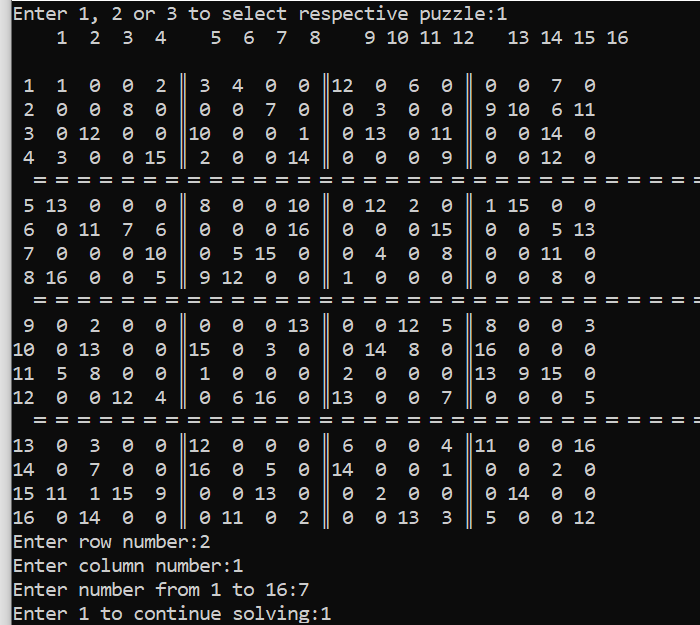 Enter 1, 2 or 3 to select respective puzzle:1
    1  2  3  4    5  6  7  8    9 10 11 12   13 14 15 16
 1  1  0  0  2 ║ 3  4  0  0 ║12  0  6  0 ║ 0  0  7  0
 2  0  0  8  0 ║ 0  0  7  0 ║ 0  3  0  0 ║ 9 10  6 11
 3  0 12  0  0 ║10  0  0  1 ║ 0 13  0 11 ║ 0  0 14  0
 4  3  0  0 15 ║ 2  0  0 14 ║ 0  0  0  9 ║ 0  0 12  0
  = = = = = = = = = = = = = = = = = = = = = = = = = = = = = = =
 5 13  0  0  0 ║ 8  0  0 10 ║ 0 12  2  0 ║ 1 15  0  0
 6  0 11  7  6 ║ 0  0  0 16 ║ 0  0  0 15 ║ 0  0  5 13
 7  0  0  0 10 ║ 0  5 15  0 ║ 0  4  0  8 ║ 0  0 11  0
 8 16  0  0  5 ║ 9 12  0  0 ║ 1  0  0  0 ║ 0  0  8  0
  = = = = = = = = = = = = = = = = = = = = = = = = = = = = = = =
 9  0  2  0  0 ║ 0  0  0 13 ║ 0  0 12  5 ║ 8  0  0  3
10  0 13  0  0 ║15  0  3  0 ║ 0 14  8  0 ║16  0  0  0
11  5  8  0  0 ║ 1  0  0  0 ║ 2  0  0  0 ║13  9 15  0
12  0  0 12  4 ║ 0  6 16  0 ║13  0  0  7 ║ 0  0  0  5
  = = = = = = = = = = = = = = = = = = = = = = = = = = = = = = =
13  0  3  0  0 ║12  0  0  0 ║ 6  0  0  4 ║11  0  0 16
14  0  7  0  0 ║16  0  5  0 ║14  0  0  1 ║ 0  0  2  0
15 11  1 15  9 ║ 0  0 13  0 ║ 0  2  0  0 ║ 0 14  0  0
16  0 14  0  0 ║ 0 11  0  2 ║ 0  0 13  3 ║ 5  0  0 12
Enter row number:2
Enter column number:1
Enter number from 1 to 16:7
Enter 1 to continue solving:1